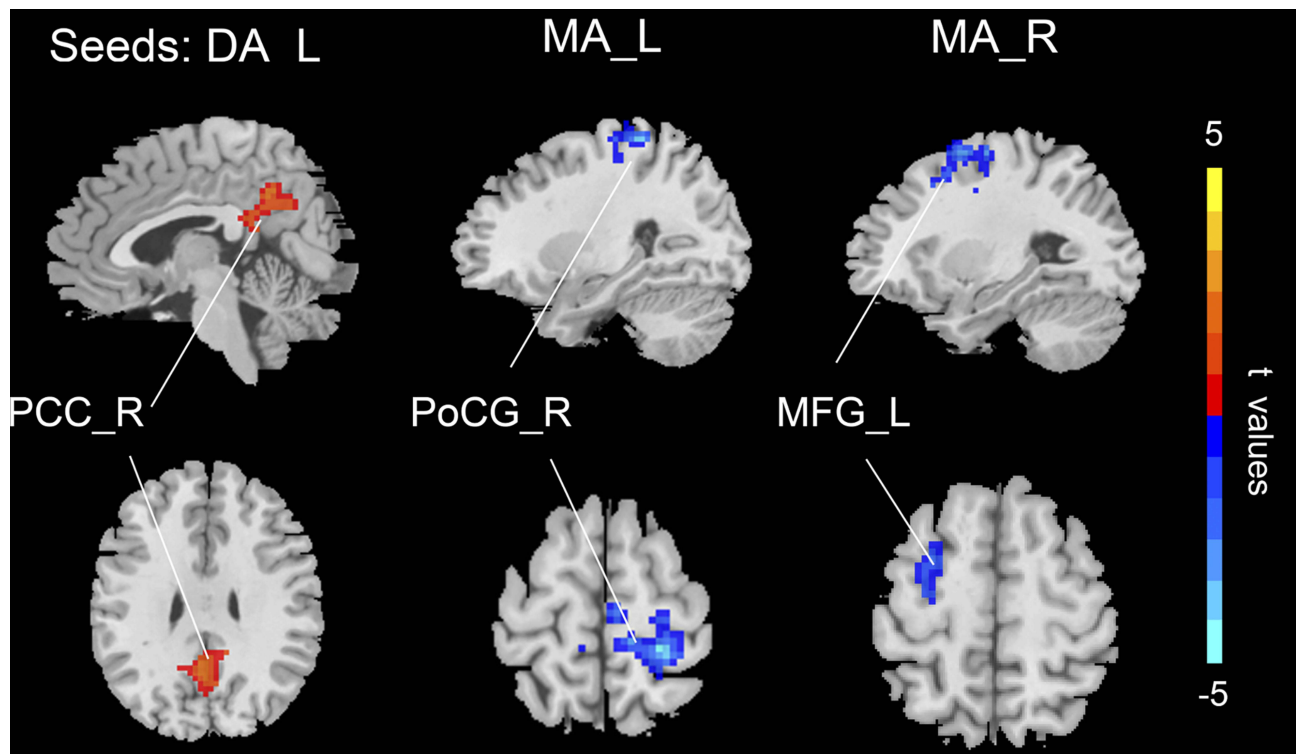 Seeds: DA L
MA_L
MA_R
5
PCC_R
PoCG_R
MFG_L
t values
-5